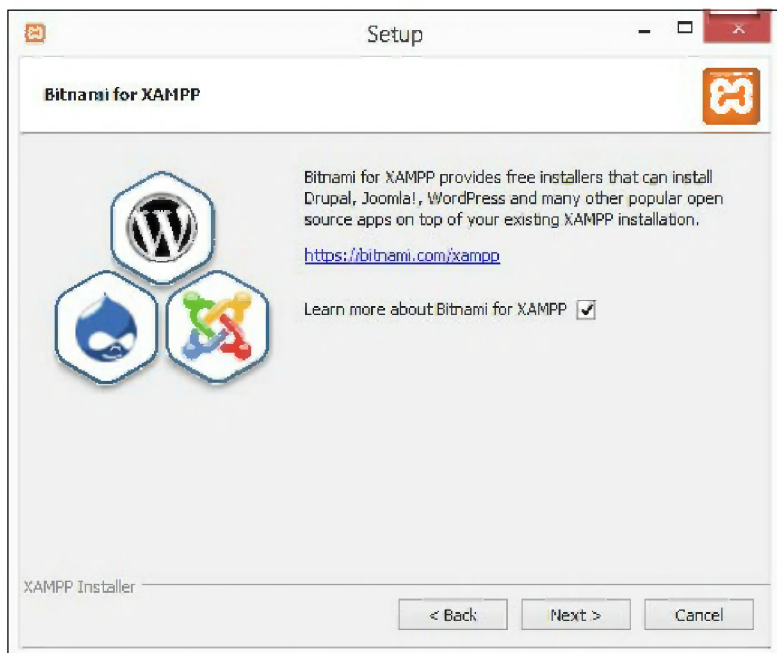 Setup
Bitnami for XAMPP
Bitnami for XAMPP provides free installers that can install
Drupal, Joomla!, WordPress and many other popular open
source apps on top of your existing XAMPP installation.
https://bitnami.com/xampp
Learn more about Bitnami for XAMPP
XAMPP Installer
< Back
Next >
Cancel